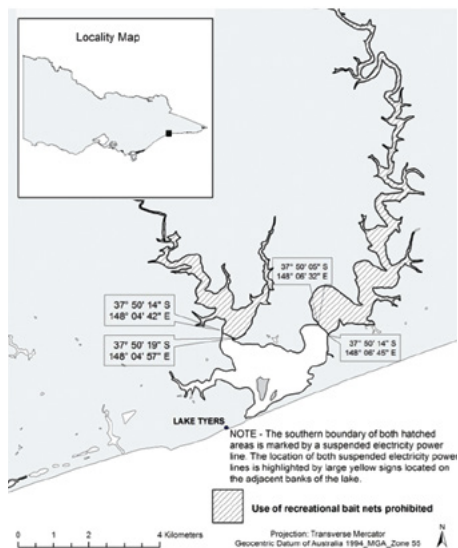 Locality Map
37° 50' 05" S
148° 06' 32" E
37° 50' 14" S
148° 04' 42" E
37° 50' 19" S
148° 04' 57" E
37° 50' 14" S
148° 06' 45" E
LAKE TYERS
NOTE - The southern boundary of both hatched
areas is marked by a suspended electricity power
line. The location of both suspended electricity power
lines is highlighted by large yellow signs located on
the adjacent banks of the lake.
Use of recreational bait nets prohibited
0 2 4 Kilometers
Projection: Transverse Mercator
Geocentric Datum of Australia 1994_MGA_Zone 55
N